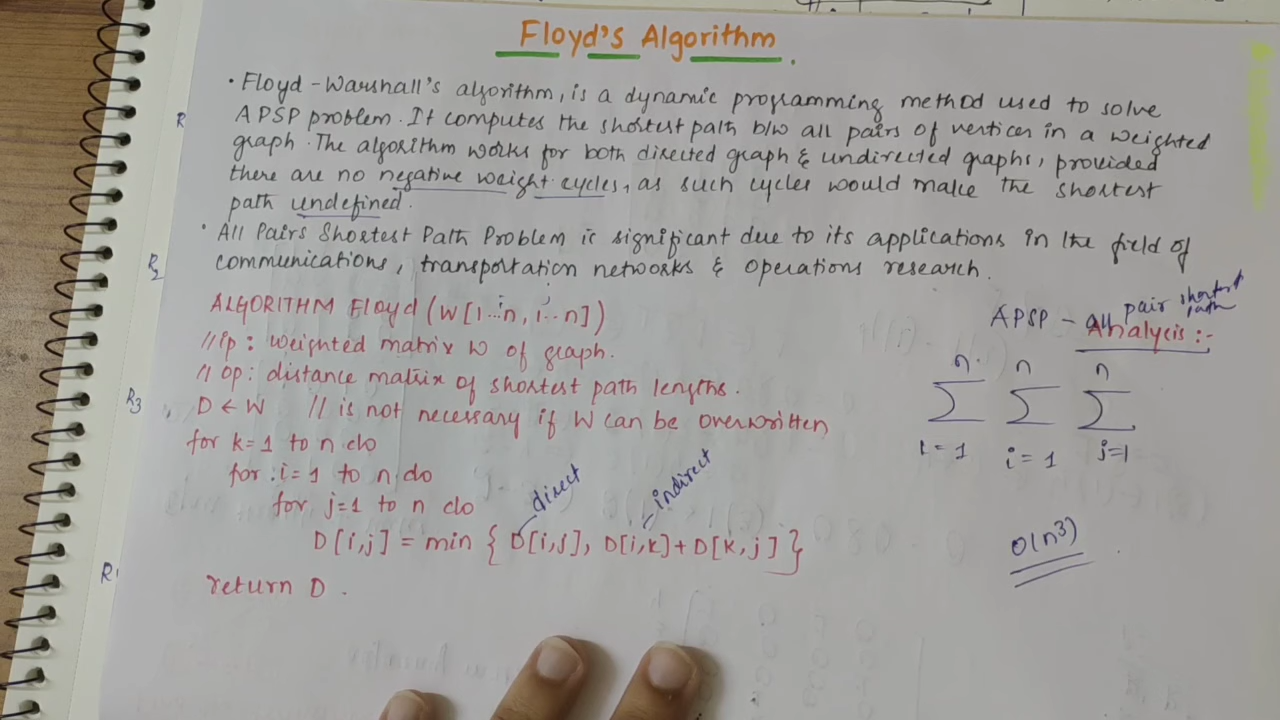 Floyd's Algorithm.
• Floyd-Warshall's algorithm, is a dynamic programming method used to solve
APSP problem. It computes the shortest path b/w all pairs of vertices in a weighted
graph. The algorithm works for both directed graph & undirected graphs, provided
there are no negative weight cycles, as such cycles would make the shortest
path undefined.
• All Pairs Shortest Path Problem is significant due to its applications in the field of
communications, transportation networks & operations research.
ALGORITHM Floyd (W[1...n, 1...n])
i j
//ip: weighted matrix W of graph.
// op: distance matrix of shortest path lengths.
D ← W // is not necessary if W can be overwritten
for k=1 to n do
for i=1 to n do
for j=1 to n do
direct
indirect
D[i,j] = min { D[i,j], D[i,k]+D[k,j] }
return D.
APSP - all pair shortest
path
Analycis :-
n n n
Σ Σ Σ
i=1 j=1
O(n³)
R
R2
R3
R